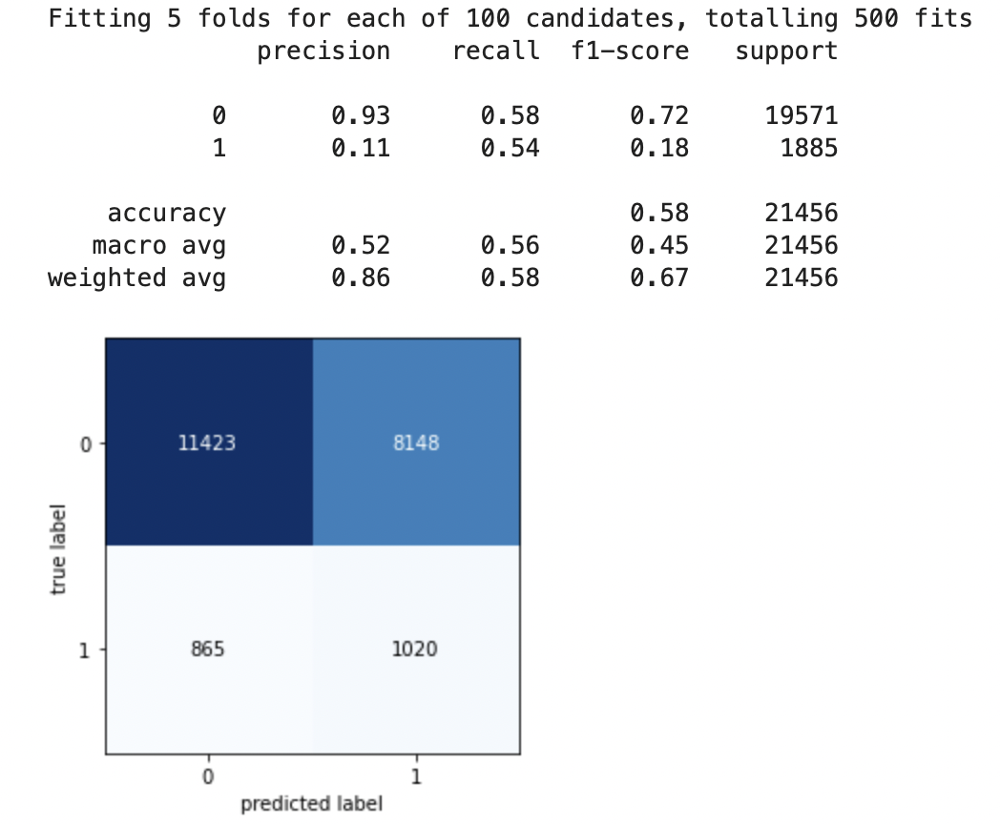 Fitting 5 folds for each of 100 candidates, totalling 500 fits
precision recall f1-score support
0 0.93 0.58 0.72 19571
1 0.11 0.54 0.18 1885
accuracy 0.58 21456
macro avg 0.52 0.56 0.45 21456
weighted avg 0.86 0.58 0.67 21456
0 11423 8148
true label
1 865 1020
0 1
predicted label